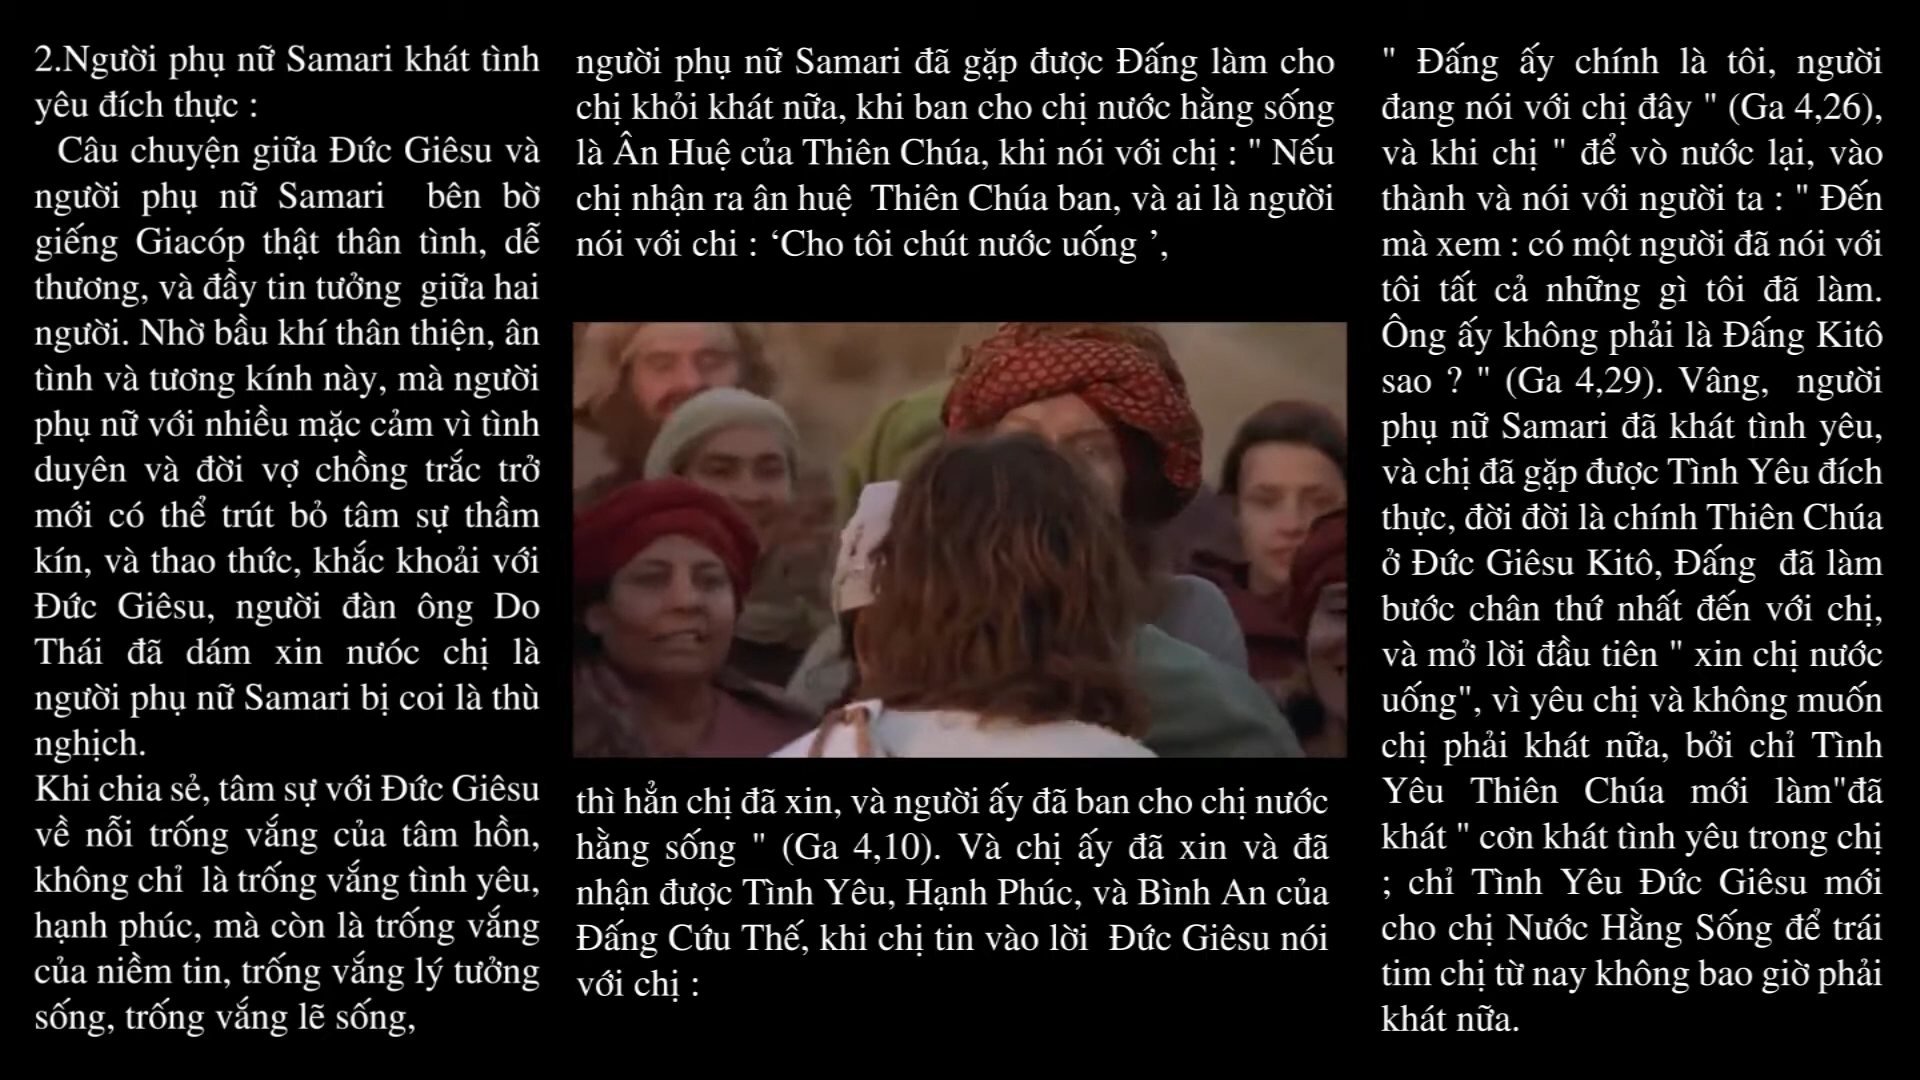 2.Người phụ nữ Samari khát tình
yêu đích thực :
Câu chuyện giữa Đức Giêsu và
người phụ nữ Samari bên bờ
giếng Giacóp thật thân tình, dễ
thương, và đầy tin tưởng giữa hai
người. Nhờ bầu khí thân thiện, ân
tình và tương kính này, mà người
phụ nữ với nhiều mặc cảm vì tình
duyên và đời vợ chồng trắc trở
mới có thể trút bỏ tâm sự thầm
kín, và thao thức, khắc khoải với
Đức Giêsu, người đàn ông Do
Thái đã dám xin nưóc chị là
người phụ nữ Samari bị coi là thù
nghịch.
Khi chia sẻ, tâm sự với Đức Giêsu
về nỗi trống vắng của tâm hồn,
không chỉ là trống vắng tình yêu,
hạnh phúc, mà còn là trống vắng
của niềm tin, trống vắng lý tưởng
sống, trống vắng lẽ sống,
người phụ nữ Samari đã gặp được Đấng làm cho
chị khỏi khát nữa, khi ban cho chị nước hằng sống
là Ân Huệ của Thiên Chúa, khi nói với chị : " Nếu
chị nhận ra ân huệ Thiên Chúa ban, và ai là người
nói với chi : ‘Cho tôi chút nước uống ’,
thì hẳn chị đã xin, và người ấy đã ban cho chị nước
hằng sống " (Ga 4,10). Và chị ấy đã xin và đã
nhận được Tình Yêu, Hạnh Phúc, và Bình An của
Đấng Cứu Thế, khi chị tin vào lời Đức Giêsu nói
với chị :
" Đấng ấy chính là tôi, người
đang nói với chị đây " (Ga 4,26),
và khi chị " để vò nước lại, vào
thành và nói với người ta : " Đến
mà xem : có một người đã nói với
tôi tất cả những gì tôi đã làm.
Ông ấy không phải là Đấng Kitô
sao ? " (Ga 4,29). Vâng, người
phụ nữ Samari đã khát tình yêu,
và chị đã gặp được Tình Yêu đích
thực, đời đời là chính Thiên Chúa
ở Đức Giêsu Kitô, Đấng đã làm
bước chân thứ nhất đến với chị,
và mở lời đầu tiên " xin chị nước
uống", vì yêu chị và không muốn
chị phải khát nữa, bởi chỉ Tình
Yêu Thiên Chúa mới làm"đã
khát " cơn khát tình yêu trong chị
; chỉ Tình Yêu Đức Giêsu mới
cho chị Nước Hằng Sống để trái
tim chị từ nay không bao giờ phải
khát nữa.